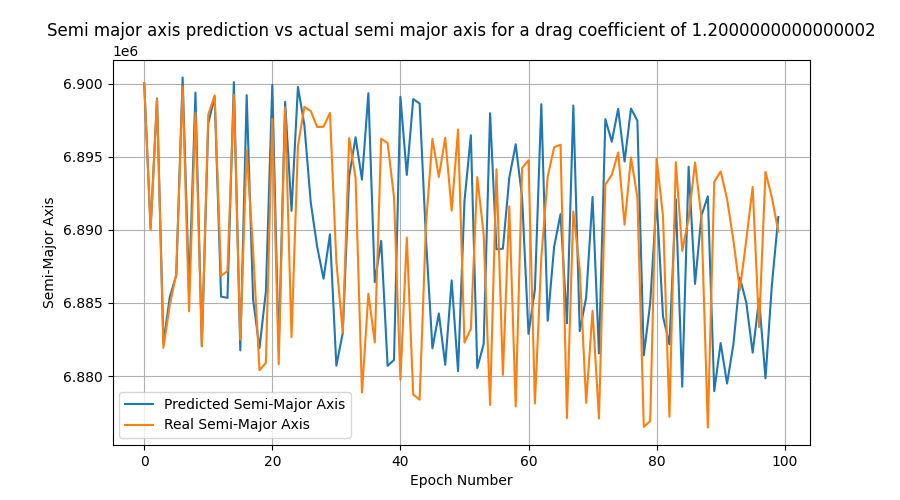 Semi major axis prediction vs actual semi major axis for a drag coefficient of 1.2000000000000002
1e6
6.900
6.895
6.890
6.885
6.880
Semi-Major Axis
Predicted Semi-Major Axis
Real Semi-Major Axis
0 20 40 60 80 100
Epoch Number